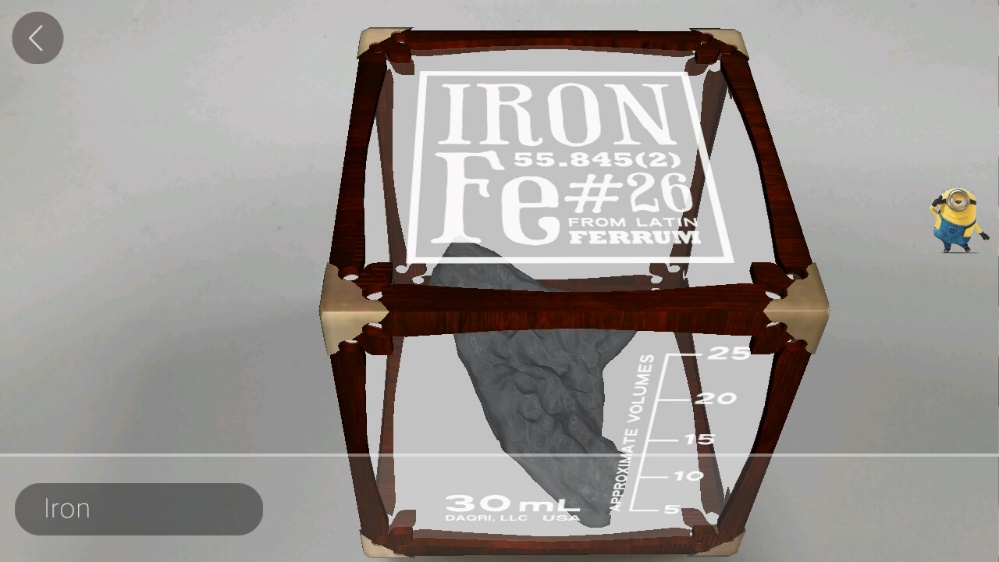 IRON
Fe
55.845(2)
#26
FROM LATIN
FERRUM
APPROXIMATE VOLUMES
25
20
15
10
5
30 mL
DAQRI, LLC USA
Iron